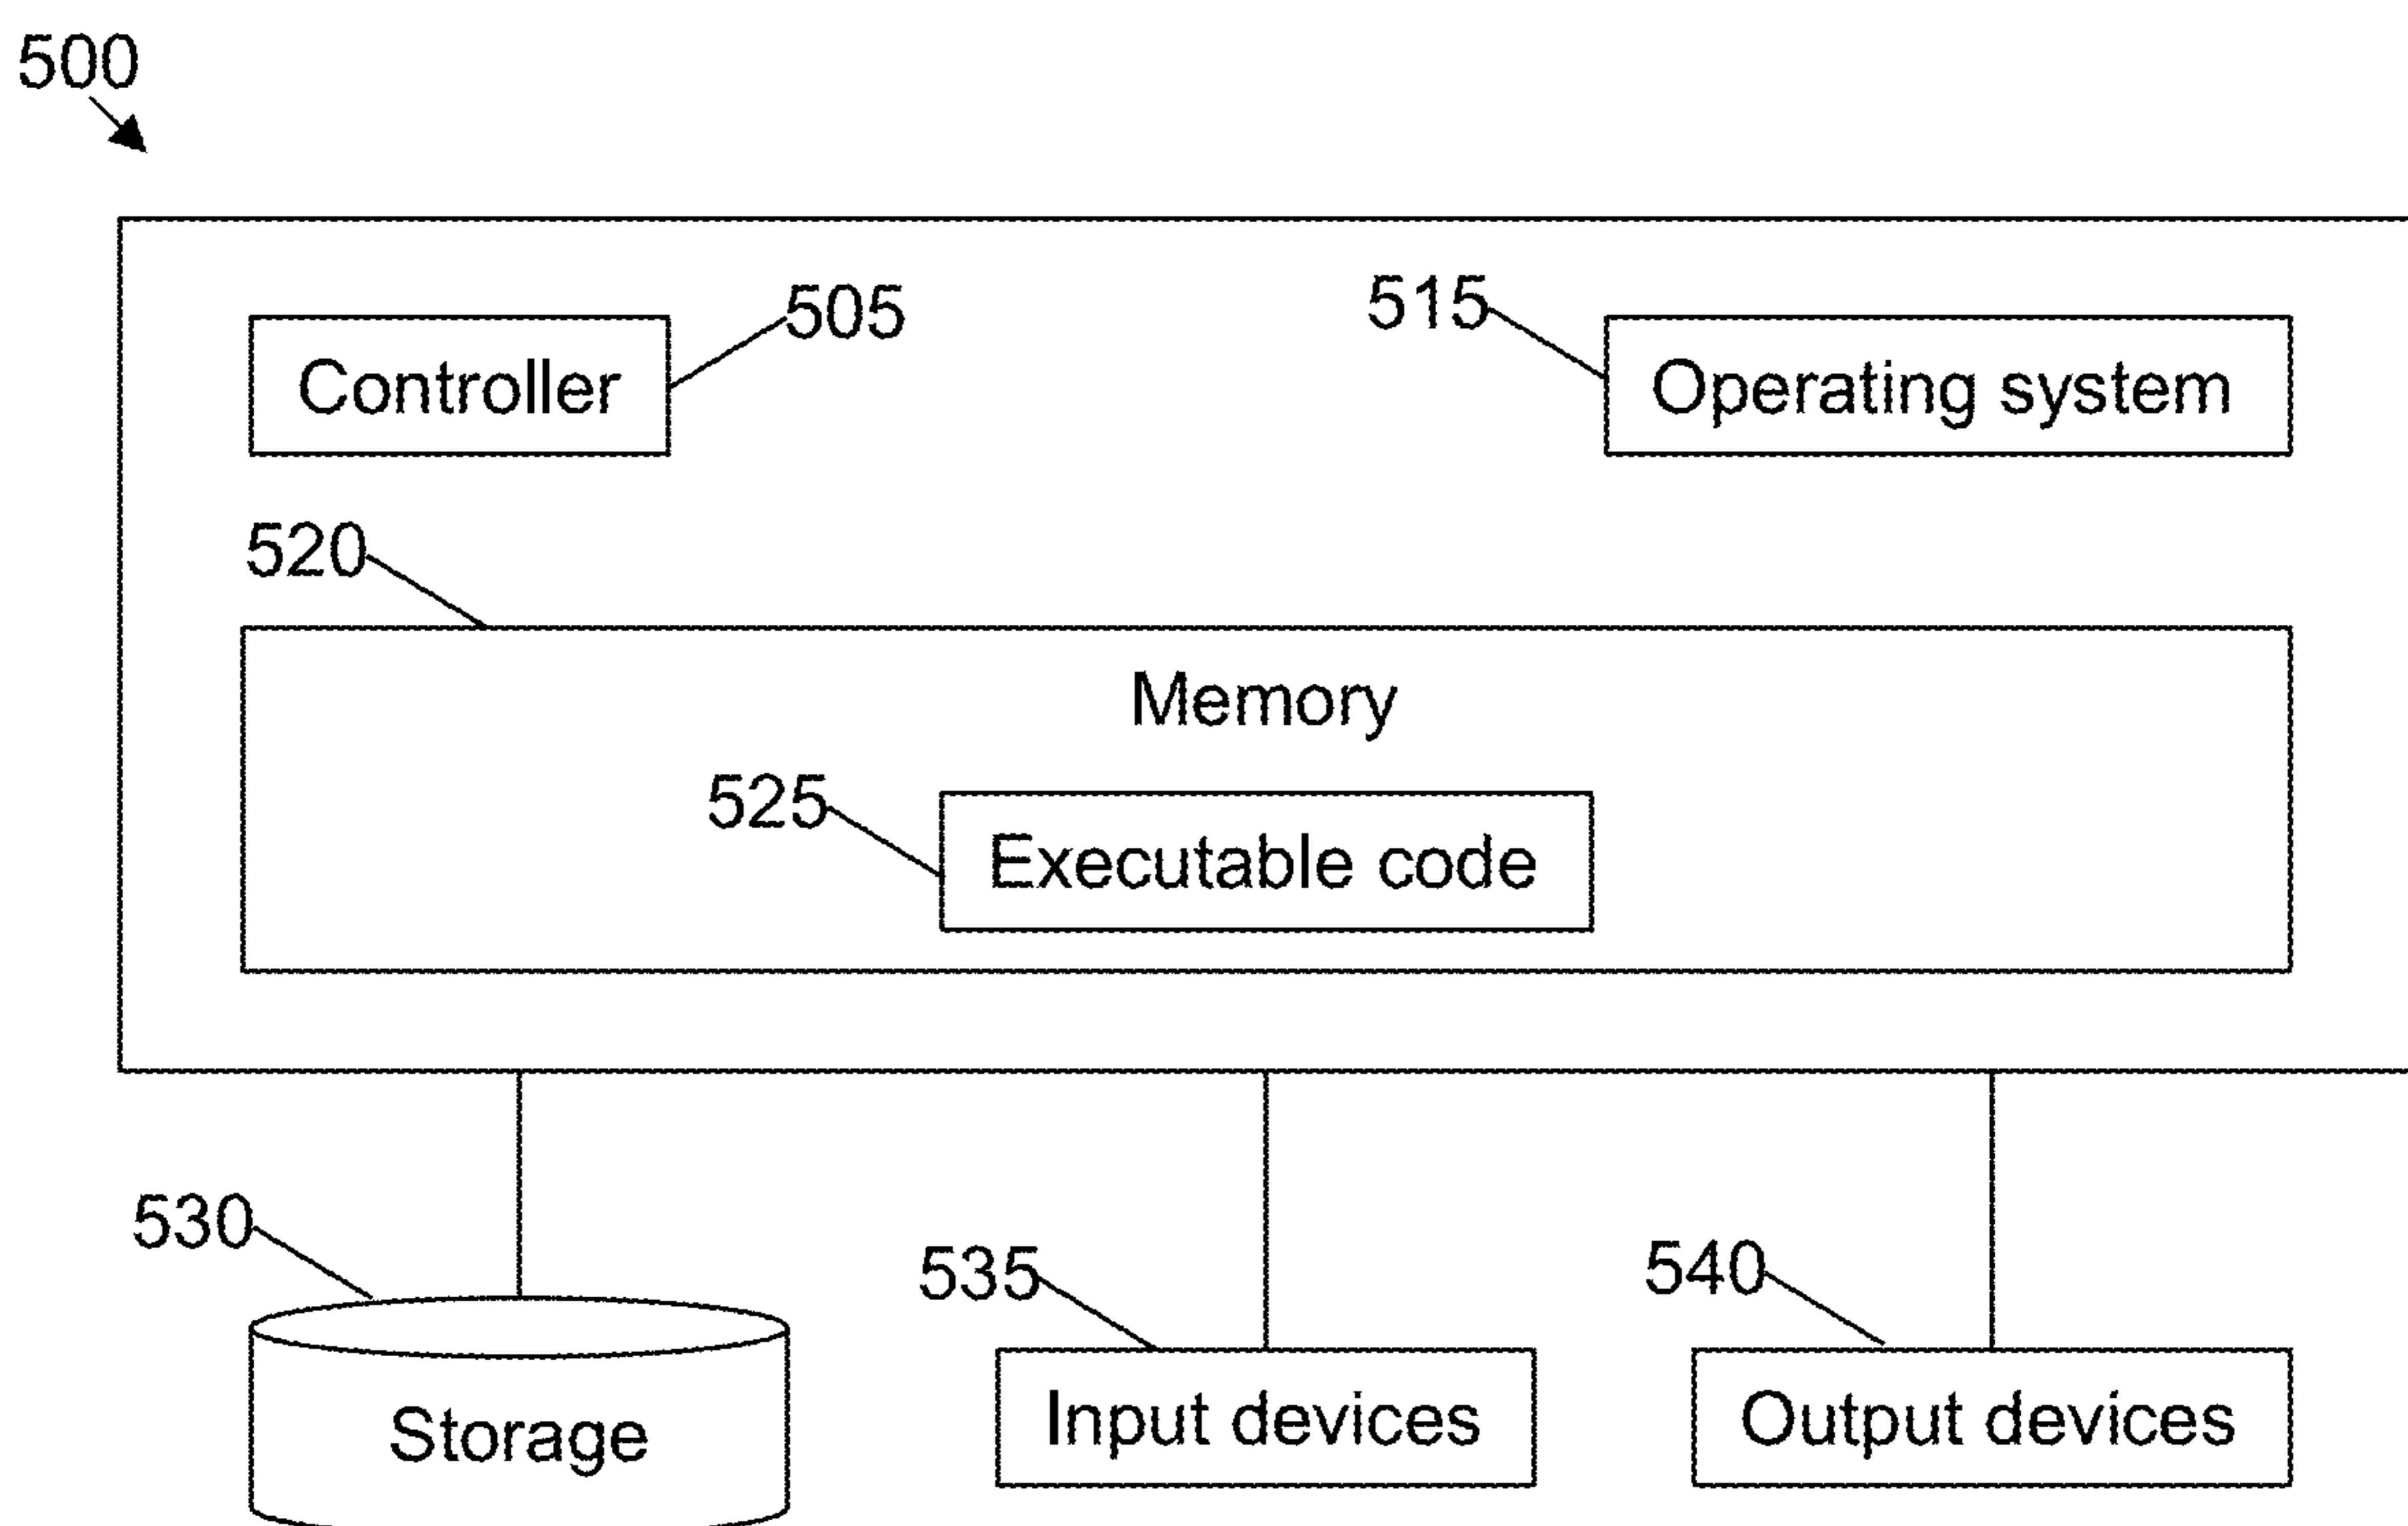 500
505
515
Controller
Operating system
520
Memory
525
Executable code
530
535
540
Storage
Input devices
Output devices